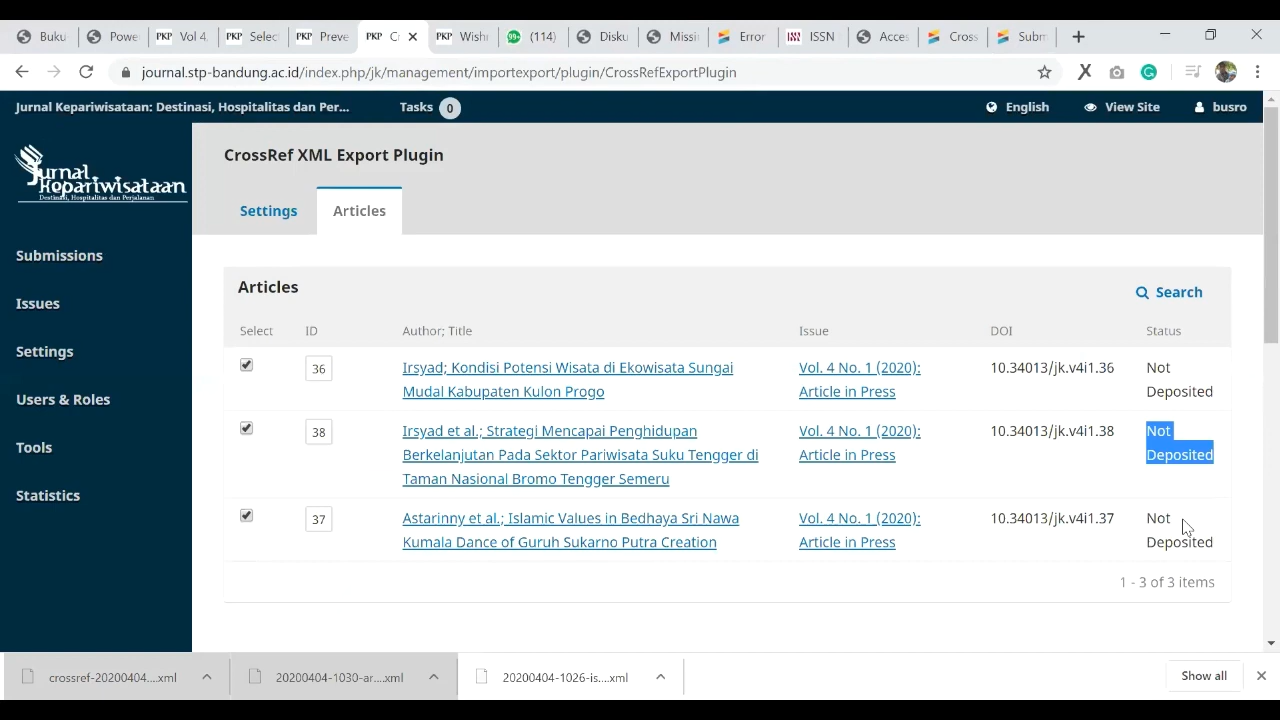 Buku
Powe
PKP Vol 4,
PKP Selec
PKP Preve
PKP Cr
PKP Wishi
99+ (114)
Disku
Missi
Error
ISSN
Acces
Cross
Subm
journal.stp-bandung.ac.id/index.php/jk/management/importexport/plugin/CrossRefExportPlugin
Jurnal Kepariwisataan: Destinasi, Hospitalitas dan Per...
Tasks 0
English
View Site
busro
Jurnal
Kepariwisataan
Destinasi, Hospitalitas dan Perjalanan
Submissions
Issues
Settings
Users & Roles
Tools
Statistics
CrossRef XML Export Plugin
Settings
Articles
Articles
Search
Select ID Author; Title Issue DOI Status
36
Irsyad; Kondisi Potensi Wisata di Ekowisata Sungai
Mudal Kabupaten Kulon Progo
Vol. 4 No. 1 (2020):
Article in Press
10.34013/jk.v4i1.36
Not
Deposited
38
Irsyad et al.; Strategi Mencapai Penghidupan
Berkelanjutan Pada Sektor Pariwisata Suku Tengger di
Taman Nasional Bromo Tengger Semeru
Vol. 4 No. 1 (2020):
Article in Press
10.34013/jk.v4i1.38
Not
Deposited
37
Astarinny et al.; Islamic Values in Bedhaya Sri Nawa
Kumala Dance of Guruh Sukarno Putra Creation
Vol. 4 No. 1 (2020):
Article in Press
10.34013/jk.v4i1.37
Not
Deposited
1 - 3 of 3 items
crossref-20200404....xml
20200404-1030-ar....xml
20200404-1026-is....xml
Show all